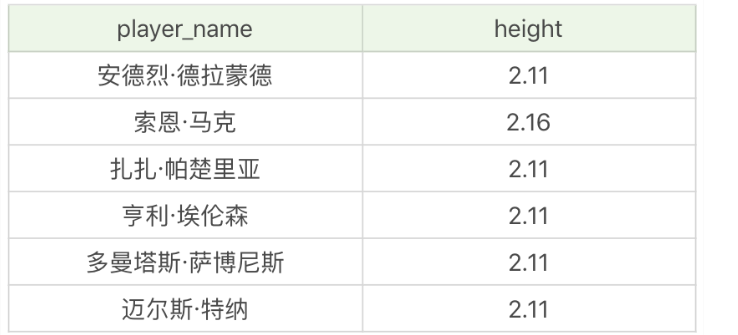 player_name height
安德烈·德拉蒙德 2.11
索恩·马克 2.16
扎扎·帕楚里亚 2.11
亨利·埃伦森 2.11
多曼塔斯·萨博尼斯 2.11
迈尔斯·特纳 2.11